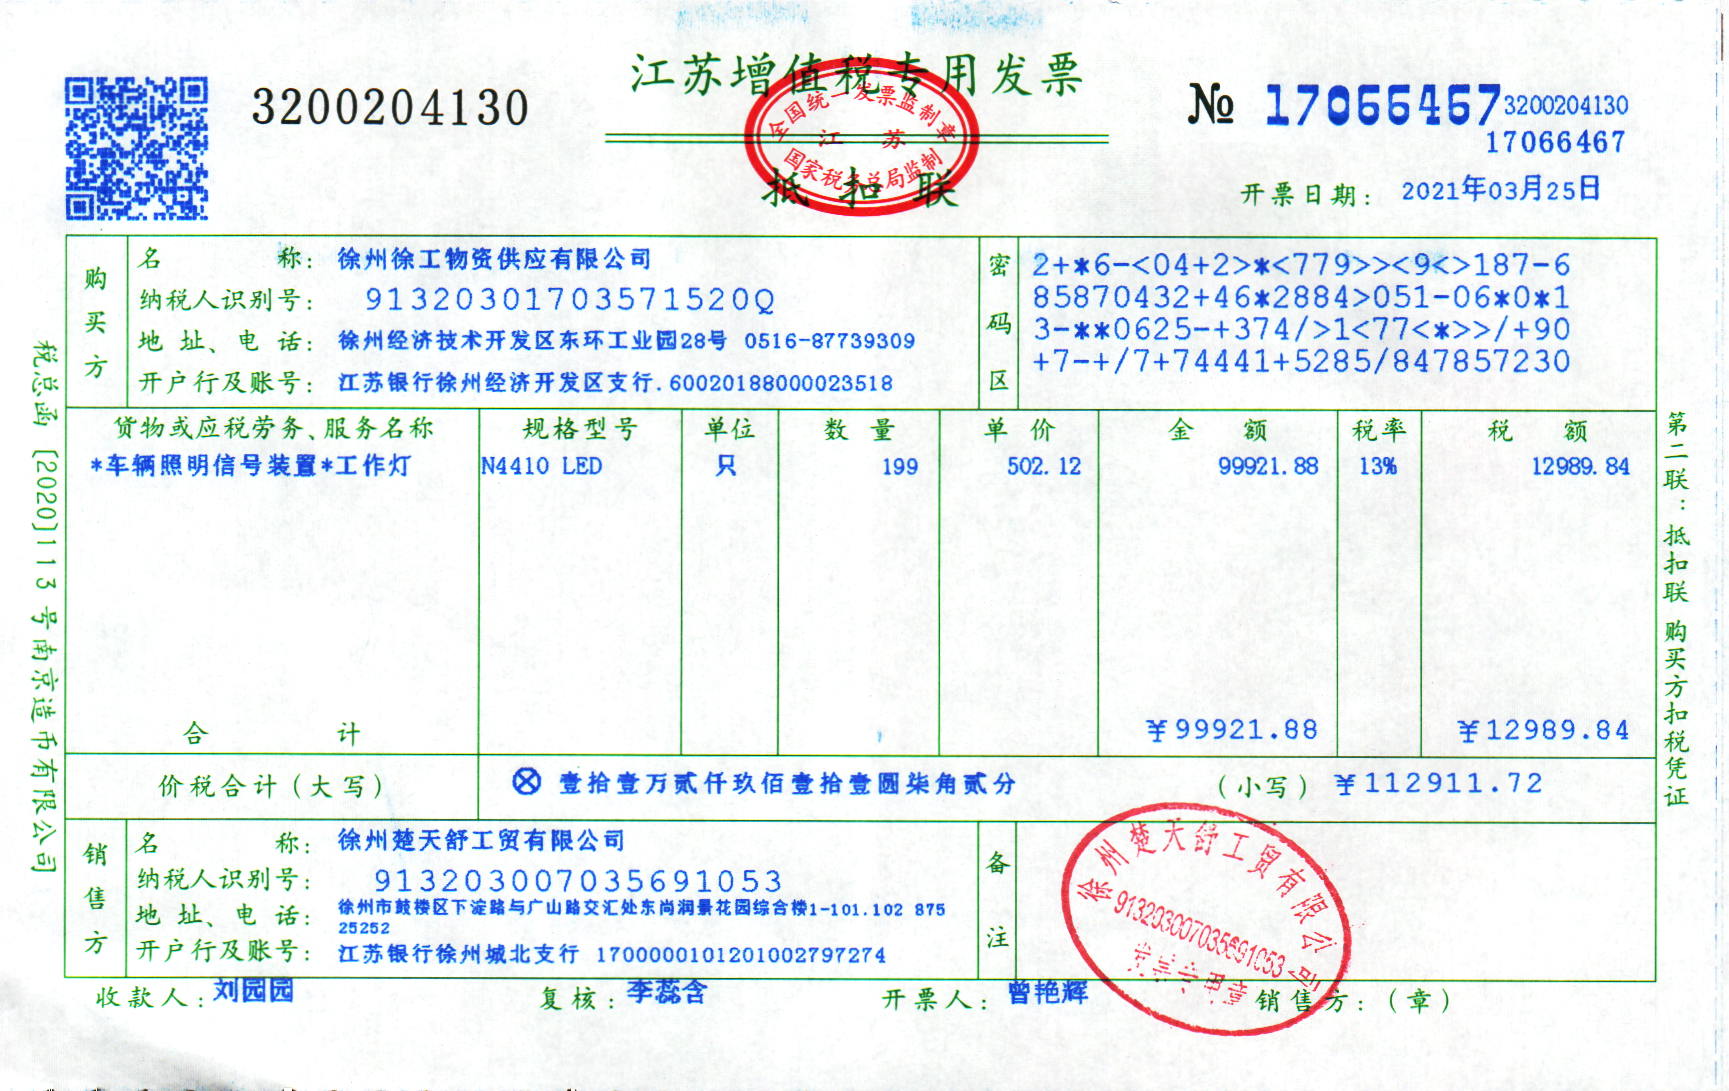 江苏增值税专用发票
3200204130
№ 17066467
3200204130
17066467
全国统一发票监制章
江 苏
国家税务总局监制
抵 扣 联
开票日期: 2021年03月25日
购买方
名 称: 徐州徐工物资供应有限公司
纳税人识别号: 91320301703571520Q
地 址、电 话: 徐州经济技术开发区东环工业园28号 0516-87739309
开户行及账号: 江苏银行徐州经济开发区支行.60020188000023518
密码区
2+*6-<04+2>*<779>><9<>187-6
85870432+46*2884>051-06*0*1
3-**0625-+374/>1<77<*>>/+90
+7-+/7+74441+5285/847857230
货物或应税劳务、服务名称 规格型号 单位 数 量 单 价 金 额 税率 税 额
*车辆照明信号装置*工作灯 N4410 LED 只 199 502.12 99921.88 13% 12989.84
合 计 ¥99921.88 ¥12989.84
价税合计(大写) ⊗ 壹拾壹万贰仟玖佰壹拾壹圆柒角贰分 (小写) ¥112911.72
销售方
名 称: 徐州楚天舒工贸有限公司
纳税人识别号: 913203007035691053
地 址、电 话: 徐州市鼓楼区下淀路与广山路交汇处东尚润景花园综合楼1-101.102 875
25252
开户行及账号: 江苏银行徐州城北支行 1700000101201002797274
备注
徐州楚天舒工贸有限公司
913203007035691053
发票专用章
收款人: 刘园园 复核: 李蕊含 开票人: 曾艳辉 销售方:(章)
税总函〔2020〕113号南京造币有限公司
第二联:抵扣联 购买方扣税凭证